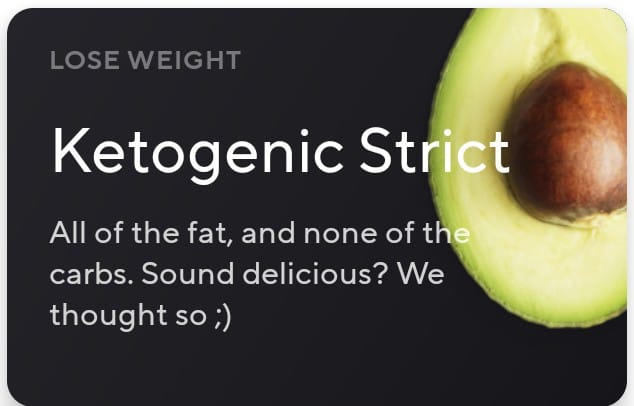 LOSE WEIGHT
Ketogenic Strict
All of the fat, and none of the
carbs. Sound delicious? We
thought so ;)